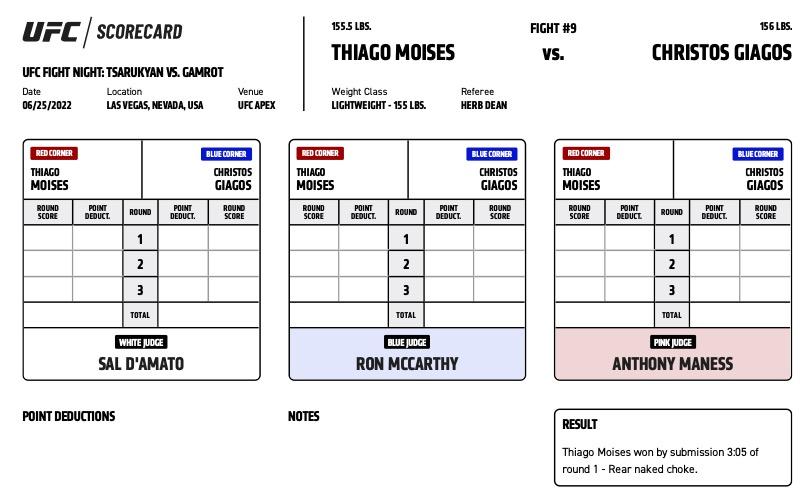 UFC / SCORECARD
UFC FIGHT NIGHT: TSARUKYAN VS. GAMROT
Date Location Venue
06/25/2022 LAS VEGAS, NEVADA, USA UFC APEX
155.5 LBS. FIGHT #9 156 LBS.
THIAGO MOISES vs. CHRISTOS GIAGOS
Weight Class Referee
LIGHTWEIGHT - 155 LBS. HERB DEAN
RED CORNER BLUE CORNER
THIAGO CHRISTOS
MOISES GIAGOS
ROUND POINT ROUND POINT ROUND
SCORE DEDUCT. DEDUCT. SCORE
1
2
3
TOTAL
WHITE JUDGE
SAL D'AMATO
RED CORNER BLUE CORNER
THIAGO CHRISTOS
MOISES GIAGOS
ROUND POINT ROUND POINT ROUND
SCORE DEDUCT. DEDUCT. SCORE
1
2
3
TOTAL
BLUE JUDGE
RON MCCARTHY
RED CORNER BLUE CORNER
THIAGO CHRISTOS
MOISES GIAGOS
ROUND POINT ROUND POINT ROUND
SCORE DEDUCT. DEDUCT. SCORE
1
2
3
TOTAL
PINK JUDGE
ANTHONY MANESS
POINT DEDUCTIONS
NOTES
RESULT
Thiago Moises won by submission 3:05 of
round 1 - Rear naked choke.